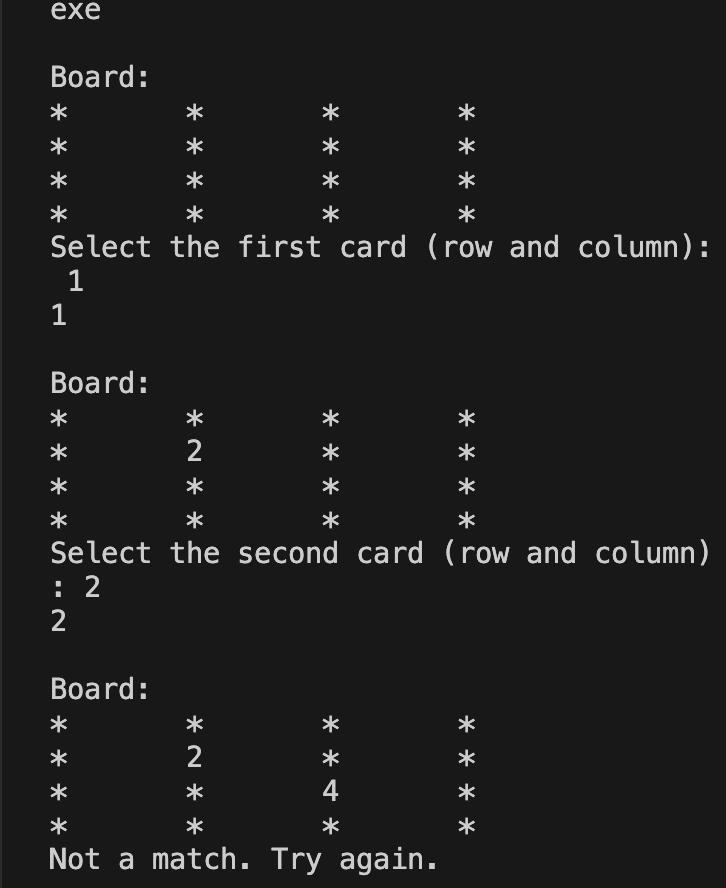 exe
Board:
* * * *
* * * *
* * * *
* * * *
Select the first card (row and column):
1
1
Board:
* * * *
* 2 * *
* * * *
* * * *
Select the second card (row and column)
: 2
2
Board:
* * * *
* 2 * *
* * 4 *
* * * *
Not a match. Try again.